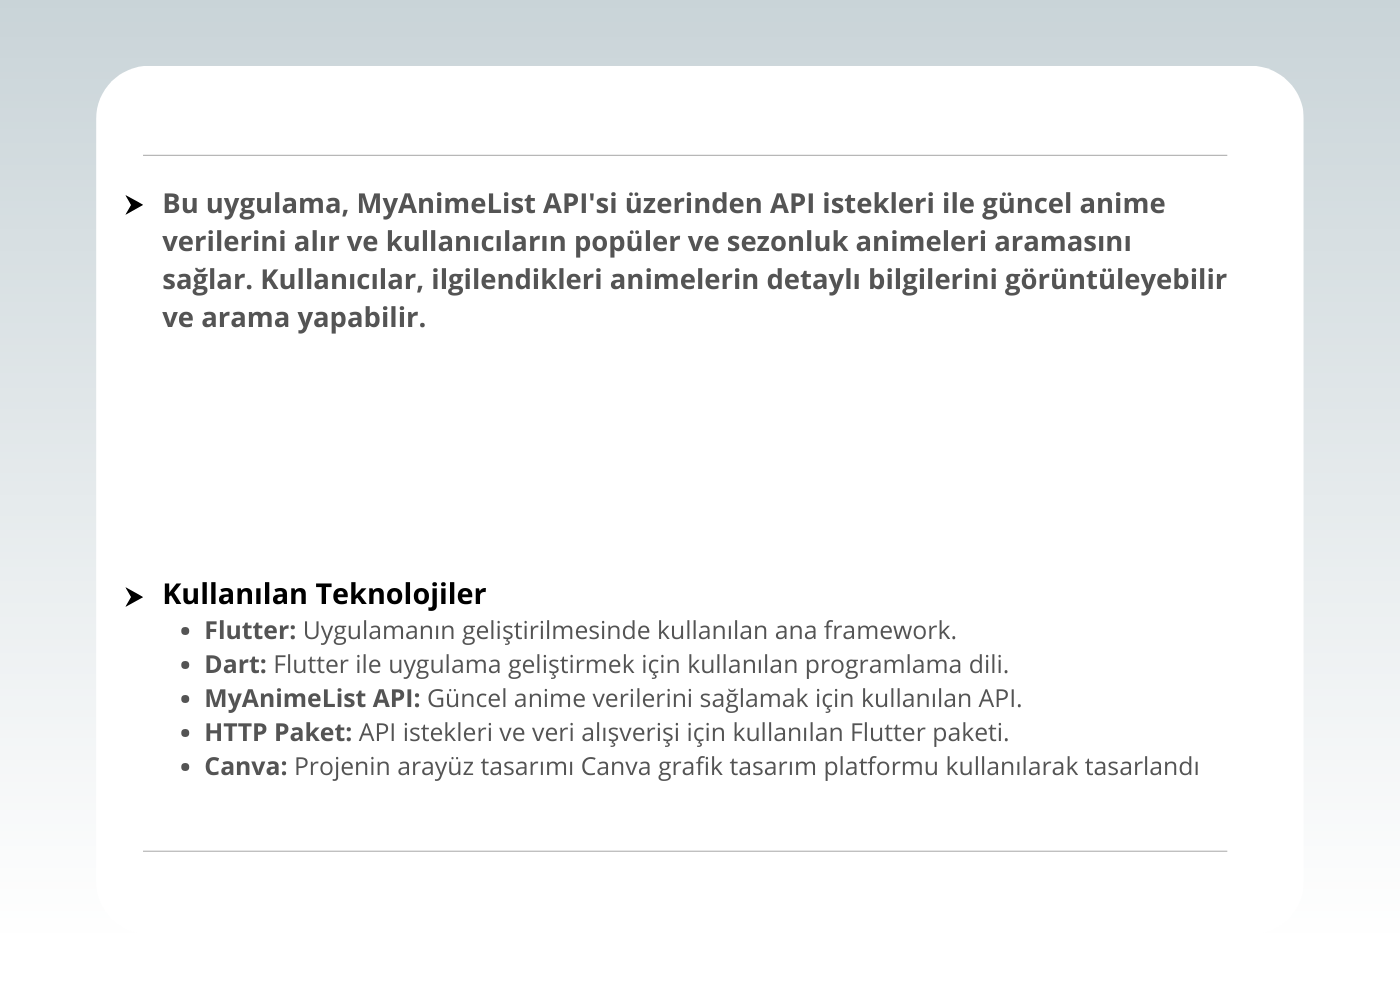 ➤ Bu uygulama, MyAnimeList API'si üzerinden API istekleri ile güncel anime
verilerini alır ve kullanıcıların popüler ve sezonluk animeleri aramasını
sağlar. Kullanıcılar, ilgilendikleri animelerin detaylı bilgilerini görüntüleyebilir
ve arama yapabilir.
➤ Kullanılan Teknolojiler
• Flutter: Uygulamanın geliştirilmesinde kullanılan ana framework.
• Dart: Flutter ile uygulama geliştirmek için kullanılan programlama dili.
• MyAnimeList API: Güncel anime verilerini sağlamak için kullanılan API.
• HTTP Paket: API istekleri ve veri alışverişi için kullanılan Flutter paketi.
• Canva: Projenin arayüz tasarımı Canva grafik tasarım platformu kullanılarak tasarlandı